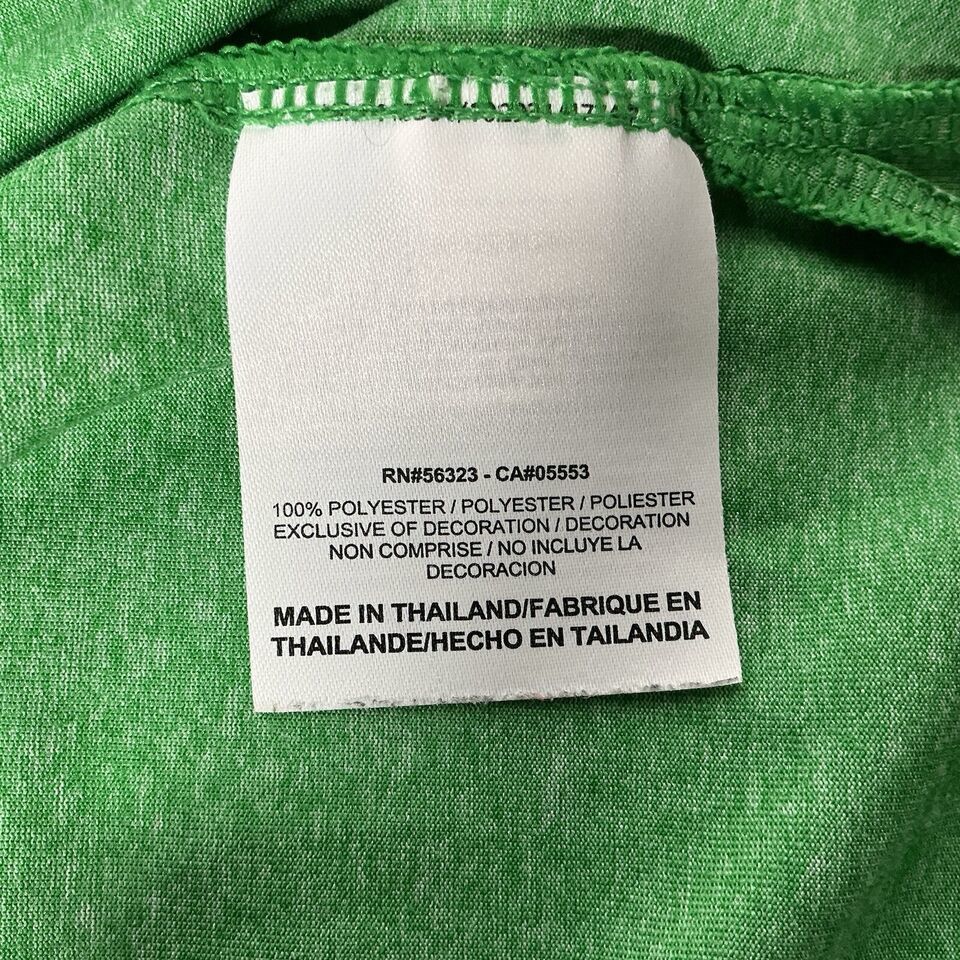 RN#56323 - CA#05553
100% POLYESTER / POLYESTER / POLIESTER
EXCLUSIVE OF DECORATION / DECORATION
NON COMPRISE / NO INCLUYE LA
DECORACION
MADE IN THAILAND/FABRIQUE EN
THAILANDE/HECHO EN TAILANDIA